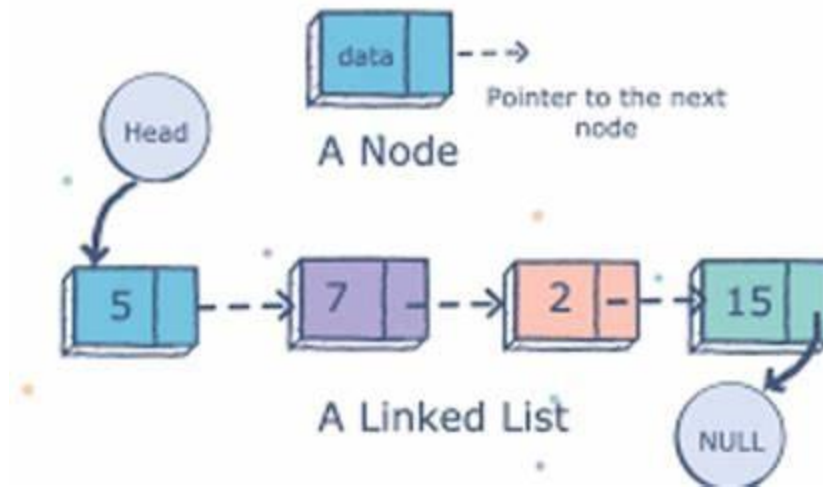 data
Pointer to the next
node
A Node
Head
5 7 2 15
A Linked List
NULL